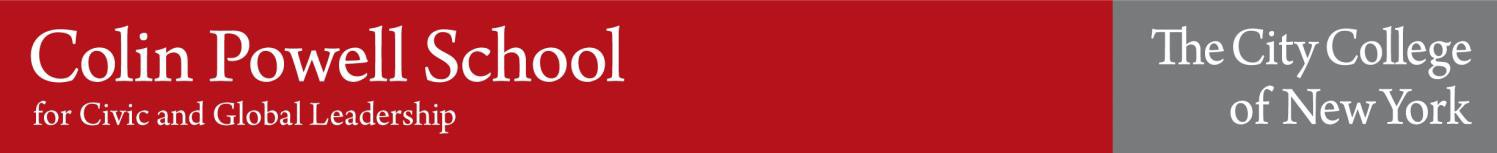 Colin Powell School
for Civic and Global Leadership
The City College
of New York